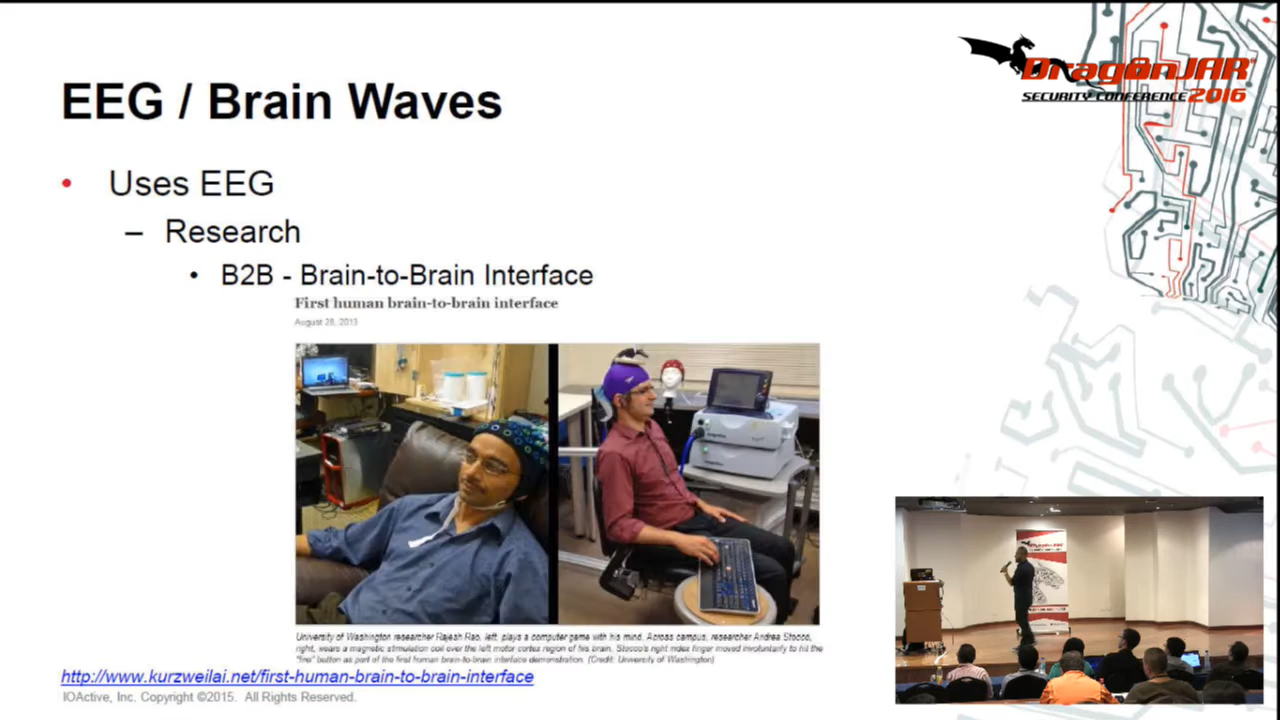 EEG / Brain Waves
DragonJAR
SECURITY CONFERENCE 2016
• Uses EEG
– Research
• B2B - Brain-to-Brain Interface
First human brain-to-brain interface
August 28, 2013
University of Washington researcher Rajesh Rao, left, plays a computer game with his mind. Across campus, researcher Andrea Stocco,
right, wears a magnetic stimulation coil over the left motor cortex region of his brain. Stocco's right index finger moved involuntarily to hit the
"fire" button as part of the first human brain-to-brain interface demonstration. (Credit: University of Washington)
http://www.kurzweilai.net/first-human-brain-to-brain-interface
IOActive, Inc. Copyright ©2015. All Rights Reserved.